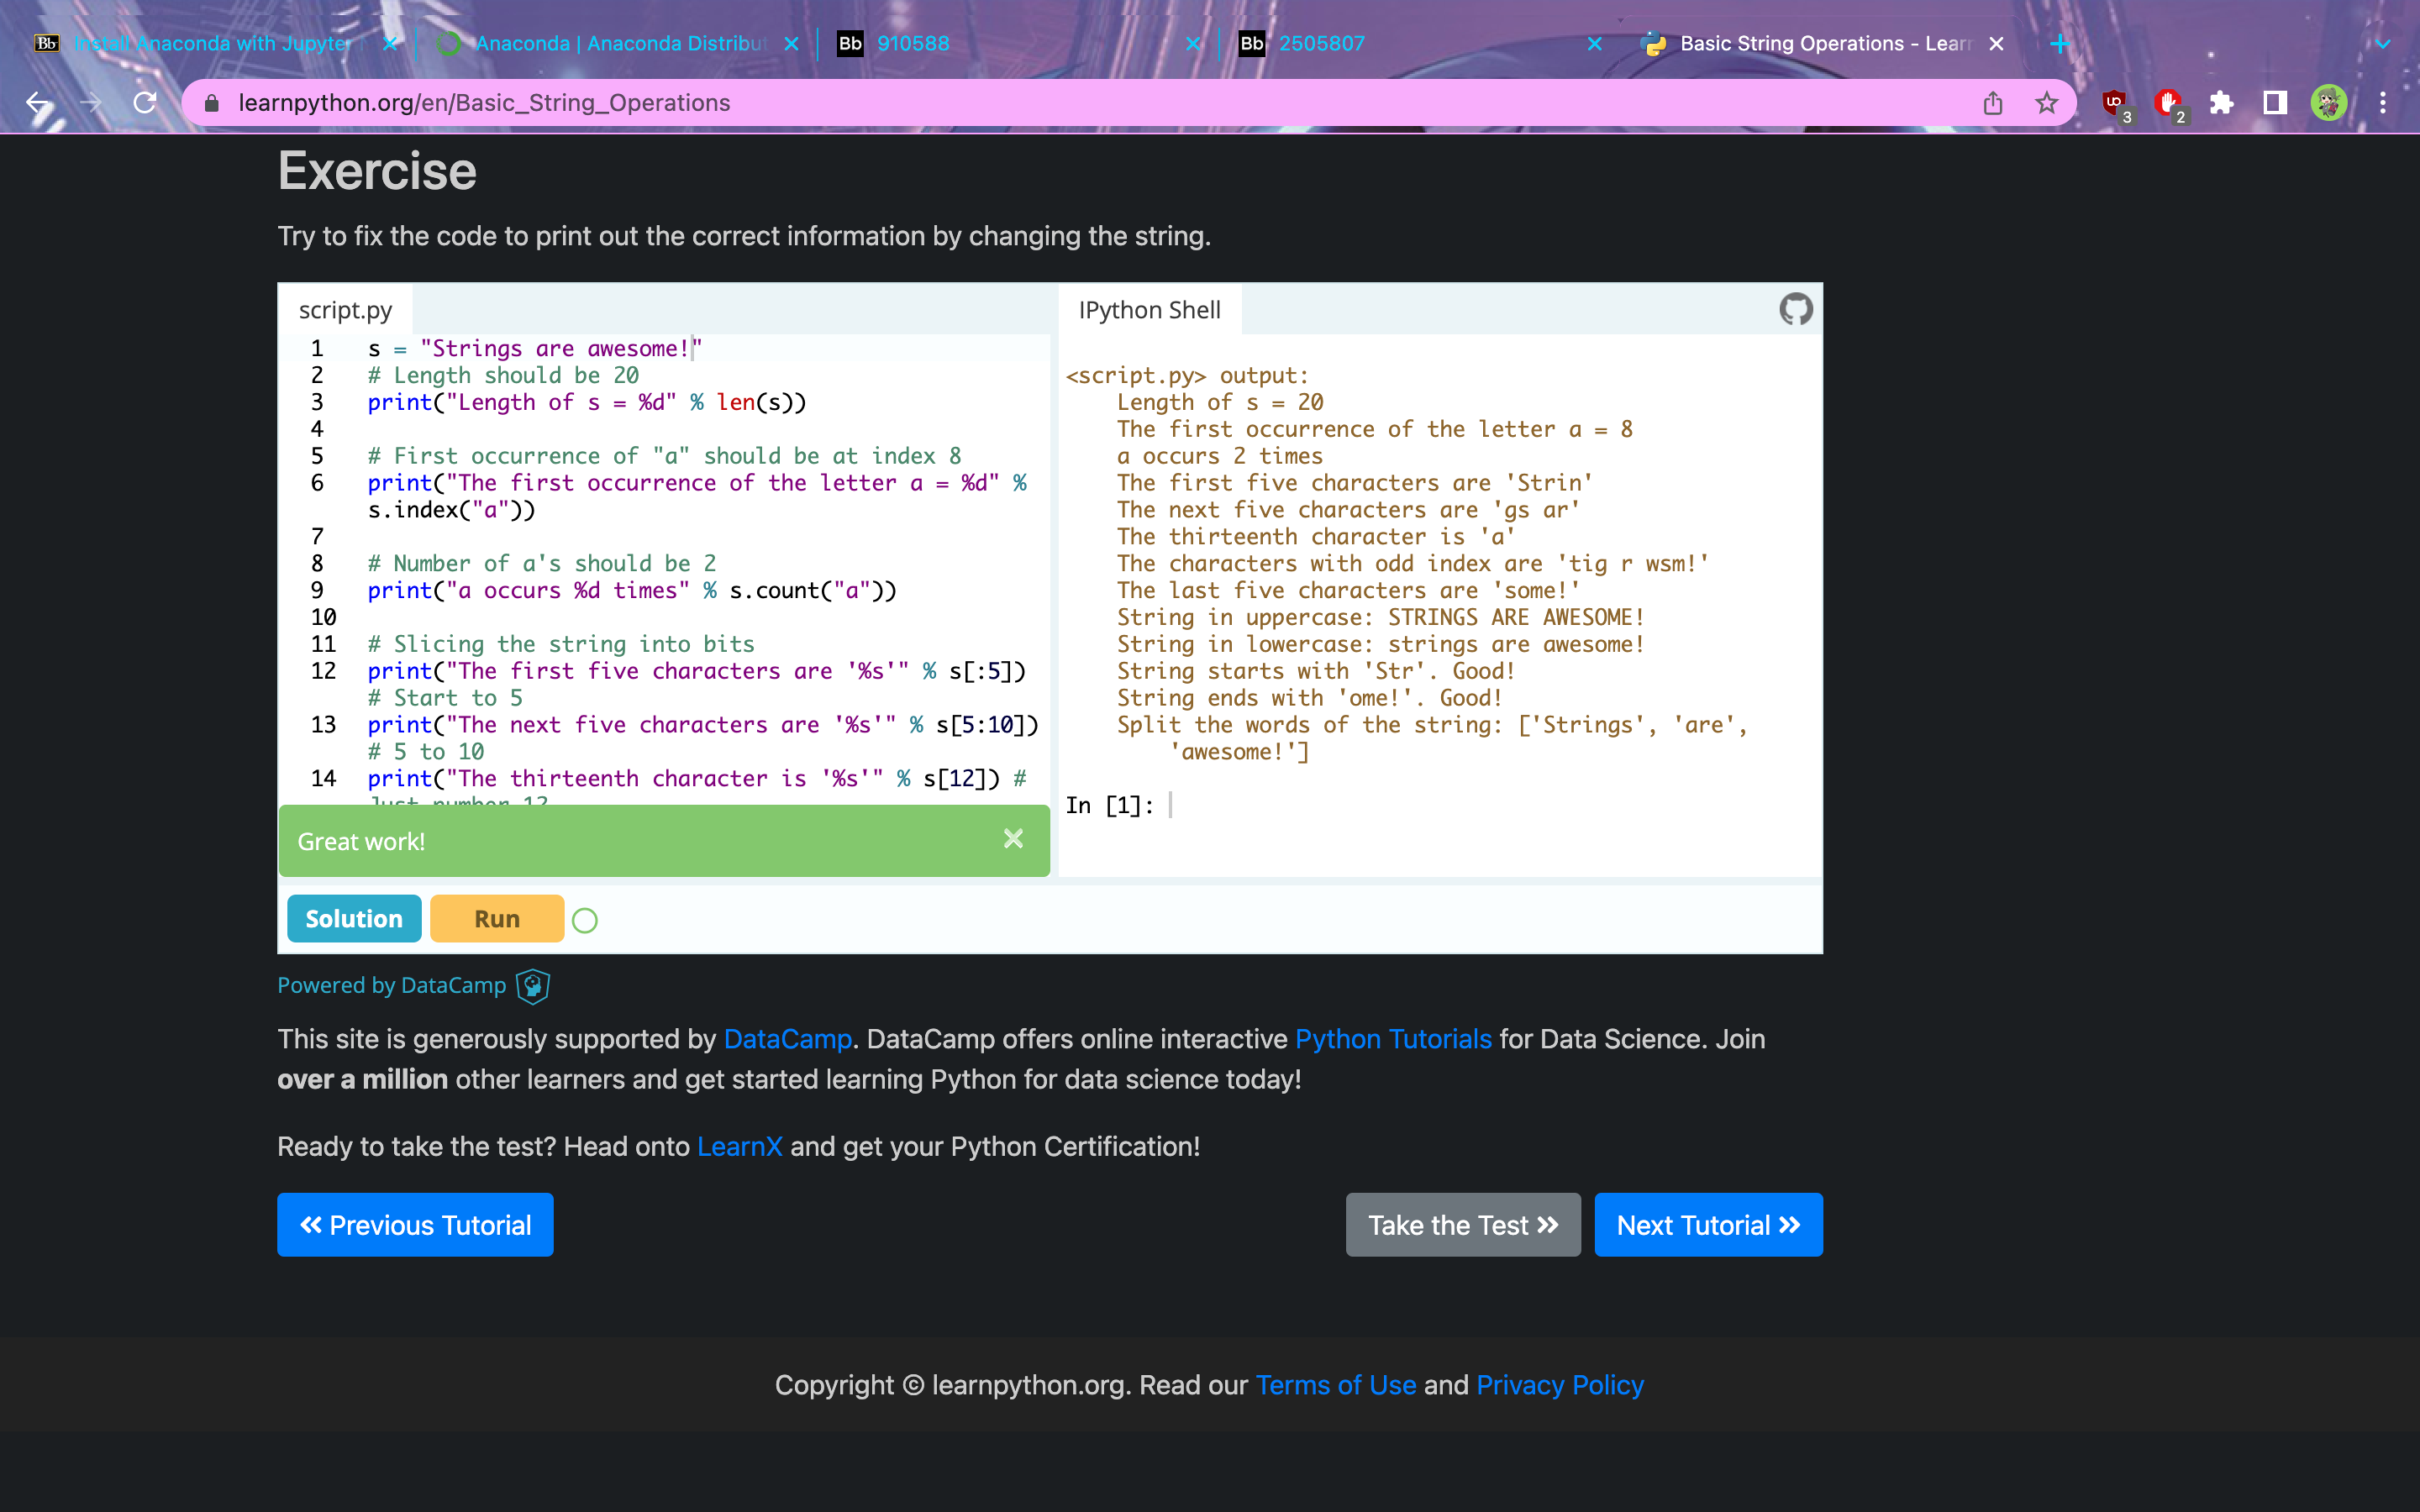 Install Anaconda with Jupyter
Anaconda | Anaconda Distribut
Bb 910588
Bb 2505807
Basic String Operations - Lear
learnpython.org/en/Basic_String_Operations
3
2
Exercise
Try to fix the code to print out the correct information by changing the string.
script.py
1 s = "Strings are awesome!"
2 # Length should be 20
3 print("Length of s = %d" % len(s))
4
5 # First occurrence of "a" should be at index 8
6 print("The first occurrence of the letter a = %d" %
s.index("a"))
7
8 # Number of a's should be 2
9 print("a occurs %d times" % s.count("a"))
10
11 # Slicing the string into bits
12 print("The first five characters are '%s'" % s[:5])
# Start to 5
13 print("The next five characters are '%s'" % s[5:10])
# 5 to 10
14 print("The thirteenth character is '%s'" % s[12]) #
Just number 12
Great work!
Solution Run
IPython Shell
<script.py> output:
Length of s = 20
The first occurrence of the letter a = 8
a occurs 2 times
The first five characters are 'Strin'
The next five characters are 'gs ar'
The thirteenth character is 'a'
The characters with odd index are 'tig r wsm!'
The last five characters are 'some!'
String in uppercase: STRINGS ARE AWESOME!
String in lowercase: strings are awesome!
String starts with 'Str'. Good!
String ends with 'ome!'. Good!
Split the words of the string: ['Strings', 'are',
'awesome!']
In [1]:
Powered by DataCamp
This site is generously supported by DataCamp. DataCamp offers online interactive Python Tutorials for Data Science. Join
over a million other learners and get started learning Python for data science today!
Ready to take the test? Head onto LearnX and get your Python Certification!
Previous Tutorial
Take the Test
Next Tutorial
Copyright © learnpython.org. Read our Terms of Use and Privacy Policy